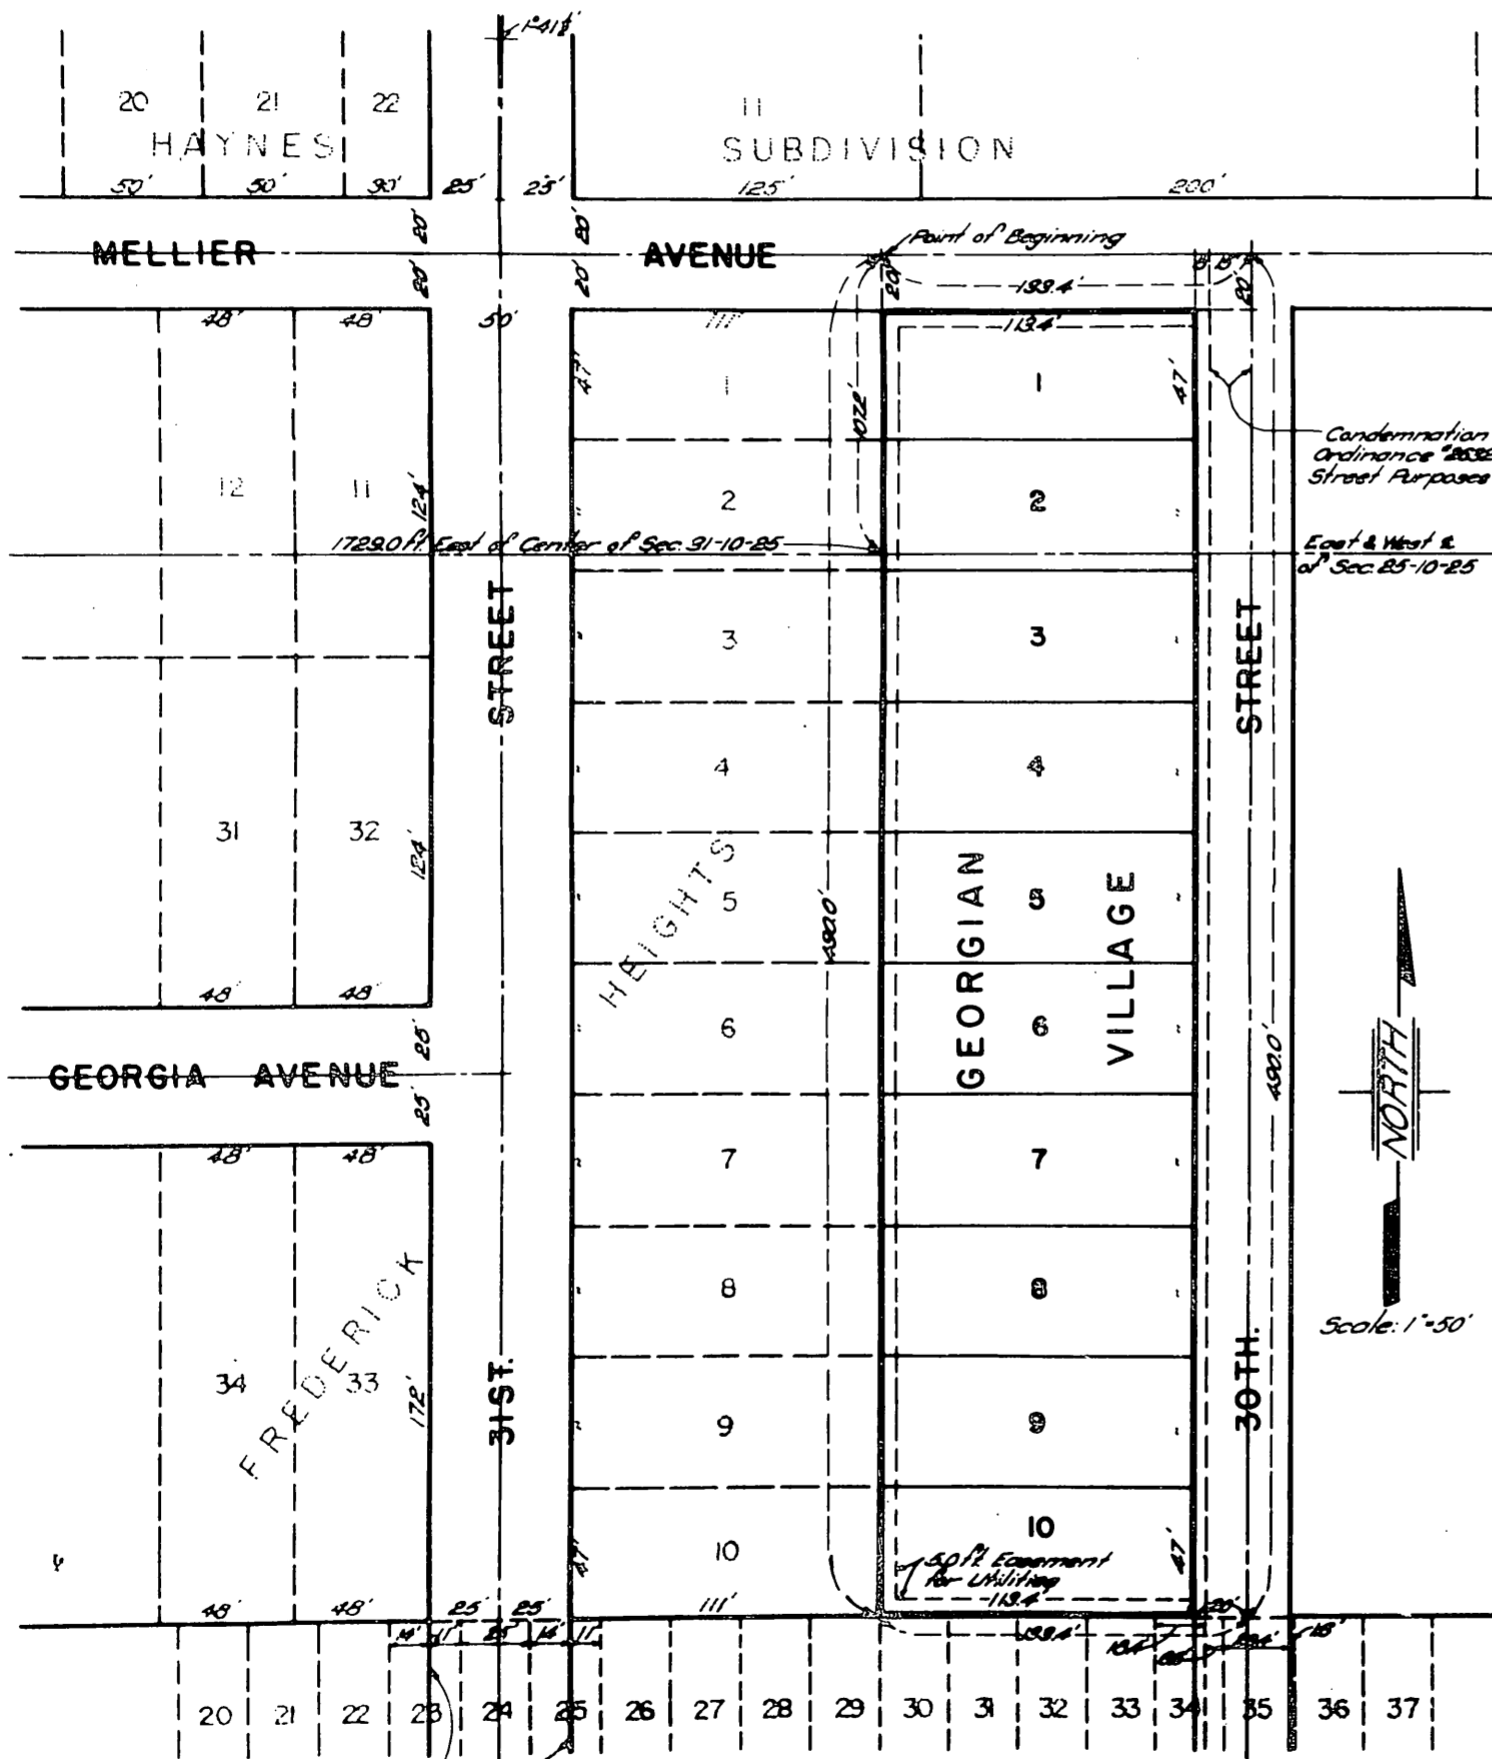 1°41'
20 21 22 11
HAYNES SUBDIVISION
50' 50' 30' 25' 25' 125' 200'
20' 20'
MELLIER AVENUE
Point of Beginning
20' 20' 20' 20'
133.4'
48' 48' 50' 111' 113.4'
47' 47'
1 1
107.2'
Condemnation
Ordinance
Street Purposes
12 11 124' 2 2
1729.0 ft. East of Center of Sec. 31-10-25
East & West ℄
of Sec. 25-10-25
STREET STREET
3 3
4 4
31 32 124'
HEIGHTS
5 5
490.0'
GEORGIAN
VILLAGE
48' 48'
6 6
25'
GEORGIA AVENUE
25'
490.0'
NORTH
48' 48'
7 7
8 8
Scale: 1"=50'
FREDERICK
34 33 172'
31ST. 30TH.
9 9
10 10
47' 47'
5.0 ft. Easement
for Utilities
48' 48' 25' 25' 111' 113.4' 20'
14' 11' 25' 14' 11' 133.4' 18'
20 21 22 23 24 25 26 27 28 29 30 31 32 33 34 35 36 37